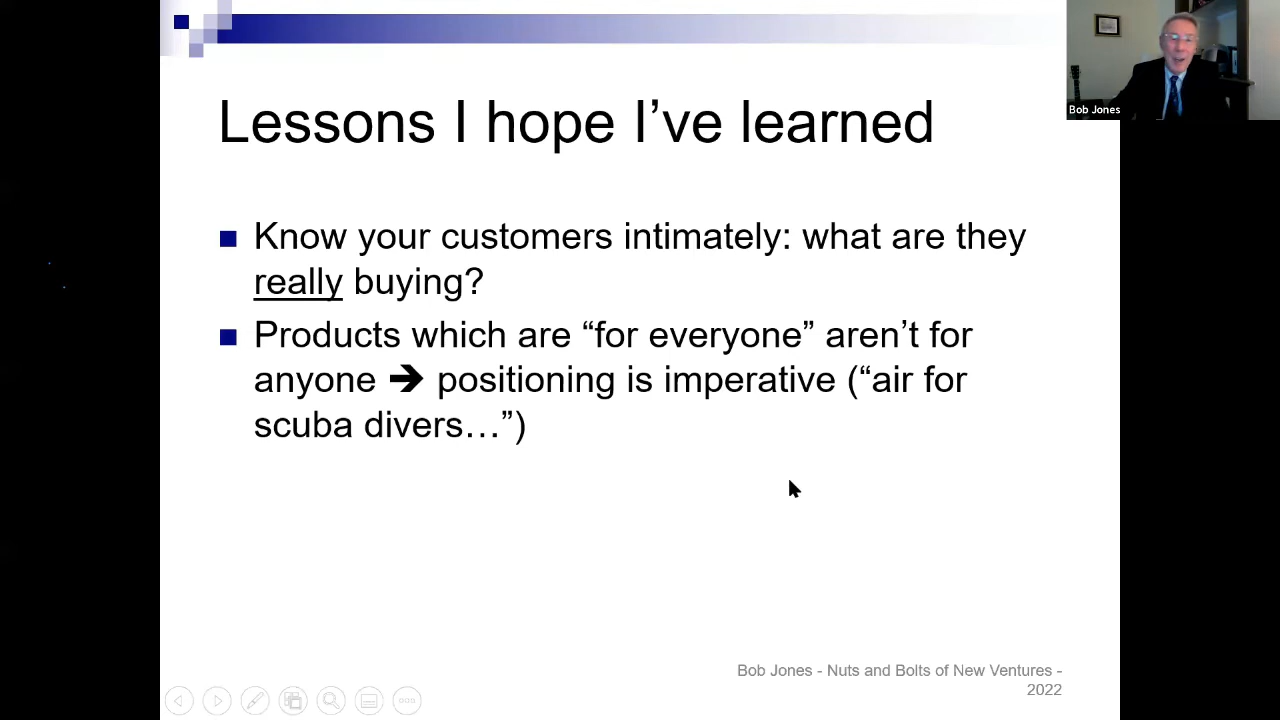 Lessons I hope I’ve learned
Bob Jones
Know your customers intimately: what are they
really buying?
Products which are “for everyone” aren’t for
anyone ➔ positioning is imperative (“air for
scuba divers…”)
Bob Jones - Nuts and Bolts of New Ventures -
2022